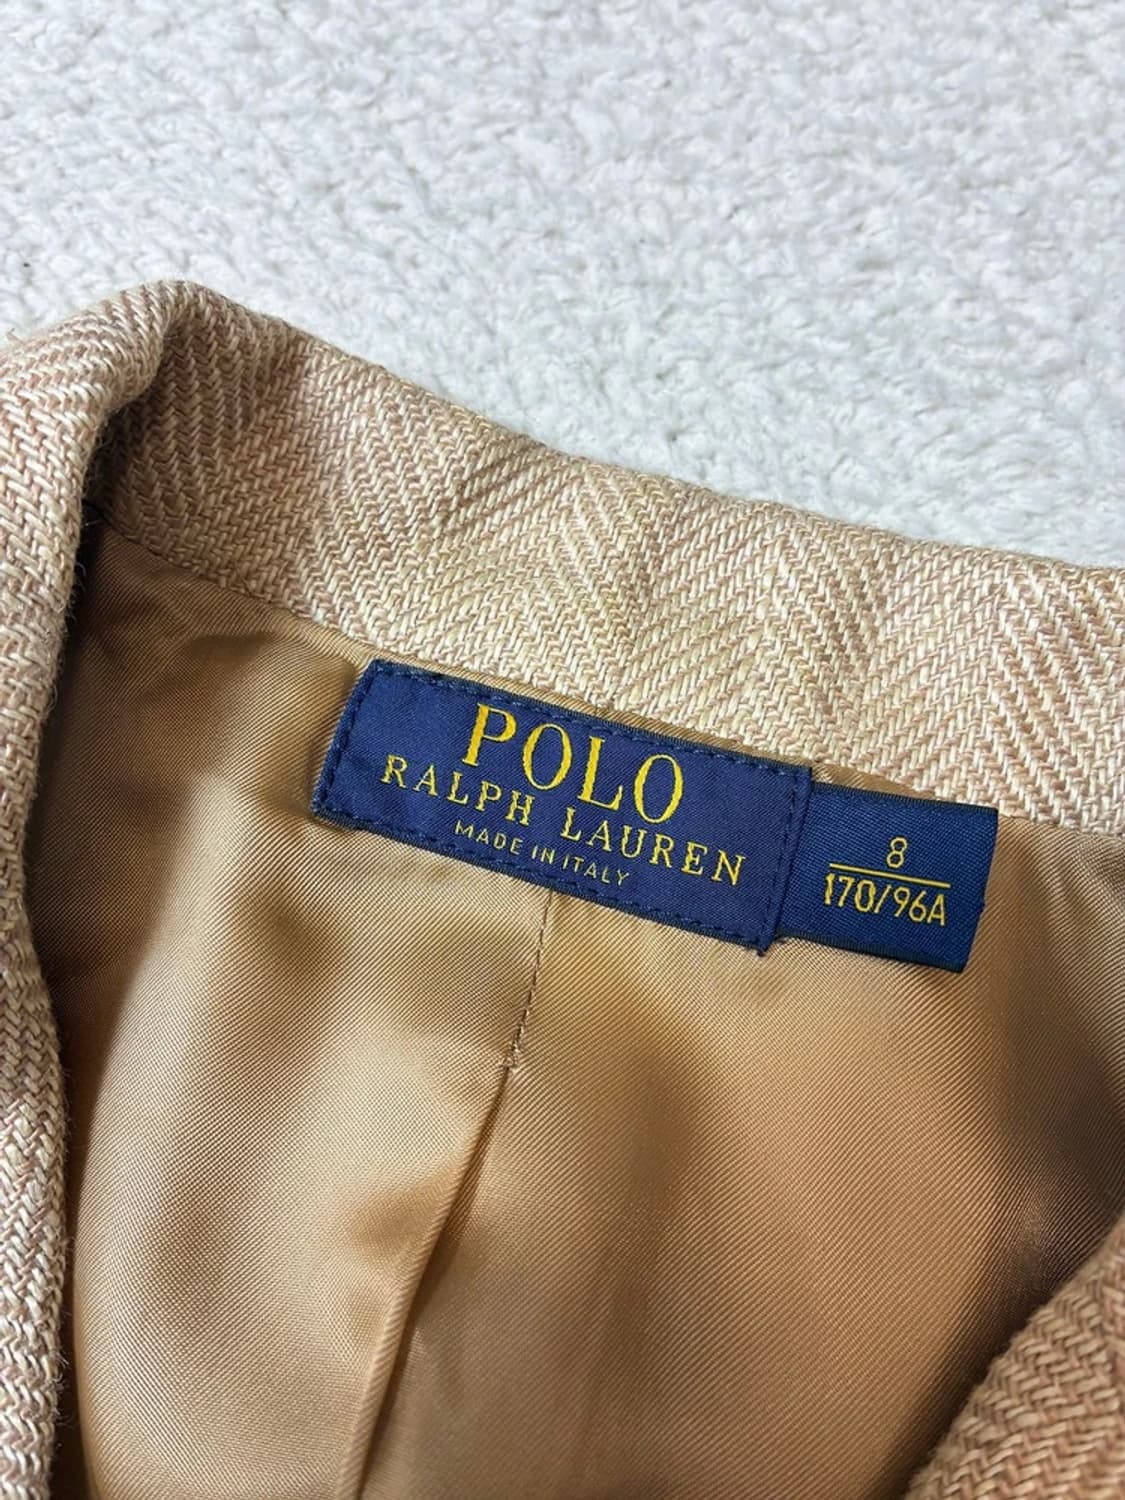 POLO
RALPH LAUREN
MADE IN ITALY
8
170/96A